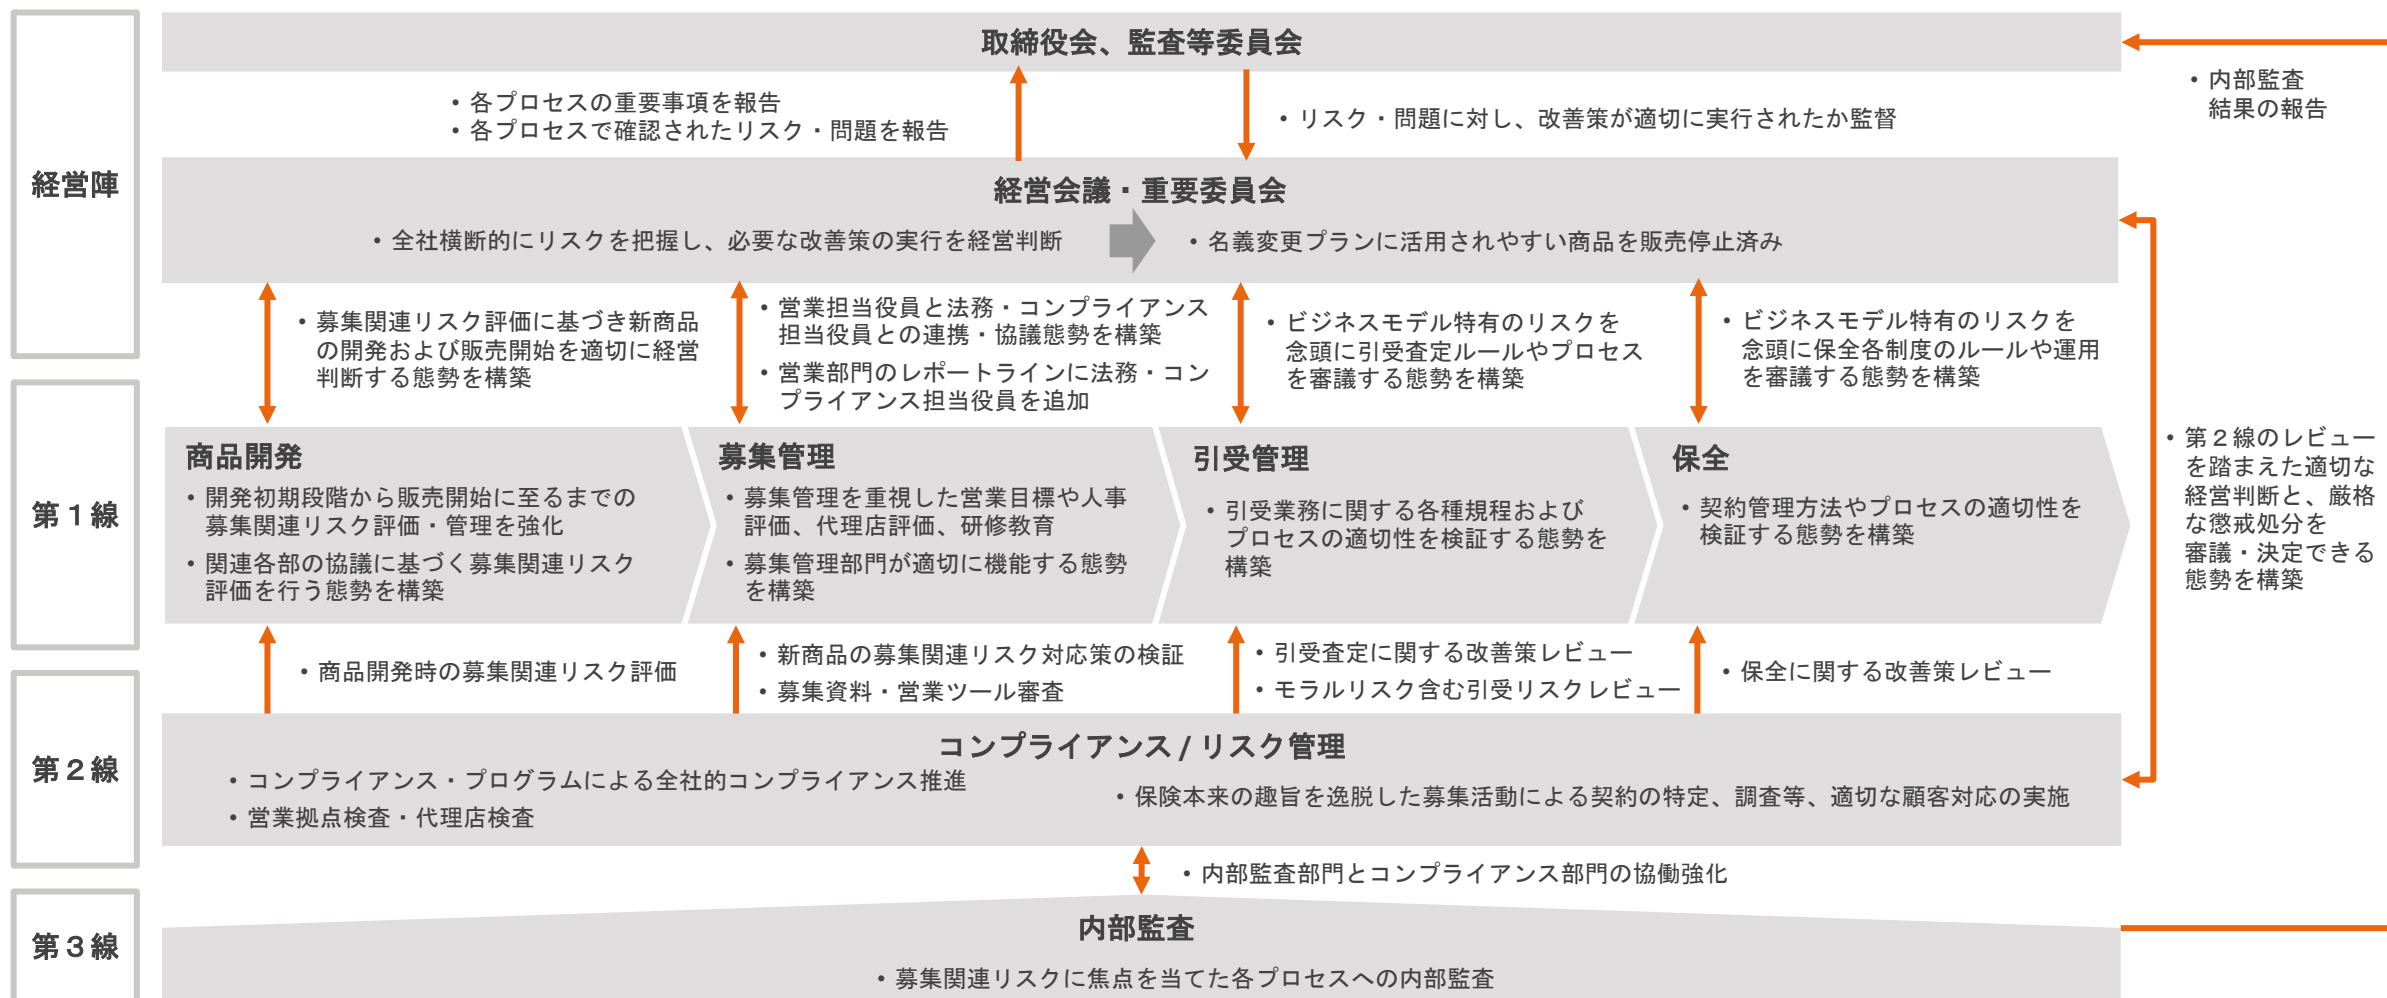 取締役会、監査等委員会
・各プロセスの重要事項を報告
・各プロセスで確認されたリスク・問題を報告
・リスク・問題に対し、改善策が適切に実行されたか監督
・内部監査
結果の報告
経営陣
経営会議・重要委員会
・全社横断的にリスクを把握し、必要な改善策の実行を経営判断
・名義変更プランに活用されやすい商品を販売停止済み
・募集関連リスク評価に基づき新商品
の開発および販売開始を適切に経営
判断する態勢を構築
・営業担当役員と法務・コンプライアンス
担当役員との連携・協議態勢を構築
・営業部門のレポートラインに法務・コン
プライアンス担当役員を追加
・ビジネスモデル特有のリスクを
念頭に引受査定ルールやプロセス
を審議する態勢を構築
・ビジネスモデル特有のリスクを
念頭に保全各制度のルールや運用
を審議する態勢を構築
・第２線のレビュー
を踏まえた適切な
経営判断と、厳格
な懲戒処分を
審議・決定できる
態勢を構築
第１線
商品開発
・開発初期段階から販売開始に至るまでの
募集関連リスク評価・管理を強化
・関連各部の協議に基づく募集関連リスク
評価を行う態勢を構築
募集管理
・募集管理を重視した営業目標や人事
評価、代理店評価、研修教育
・募集管理部門が適切に機能する態勢
を構築
引受管理
・引受業務に関する各種規程および
プロセスの適切性を検証する態勢を
構築
保全
・契約管理方法やプロセスの適切性を
検証する態勢を構築
・商品開発時の募集関連リスク評価
・新商品の募集関連リスク対応策の検証
・募集資料・営業ツール審査
・引受査定に関する改善策レビュー
・モラルリスク含む引受リスクレビュー
・保全に関する改善策レビュー
第２線
コンプライアンス / リスク管理
・コンプライアンス・プログラムによる全社的コンプライアンス推進
・営業拠点検査・代理店検査
・保険本来の趣旨を逸脱した募集活動による契約の特定、調査等、適切な顧客対応の実施
・内部監査部門とコンプライアンス部門の協働強化
第３線
内部監査
・募集関連リスクに焦点を当てた各プロセスへの内部監査